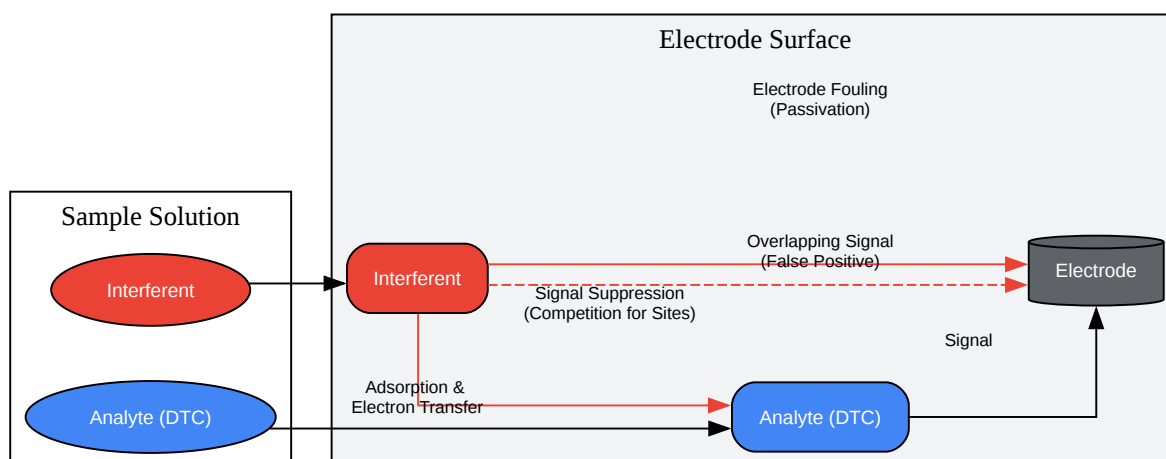 Electrode Surface
Electrode Fouling
(Passivation)
Sample Solution
Interferent
Interferent
Overlapping Signal
(False Positive)
Electrode
Signal Suppression
(Competition for Sites)
Signal
Adsorption &
Electron Transfer
Analyte (DTC)
Analyte (DTC)